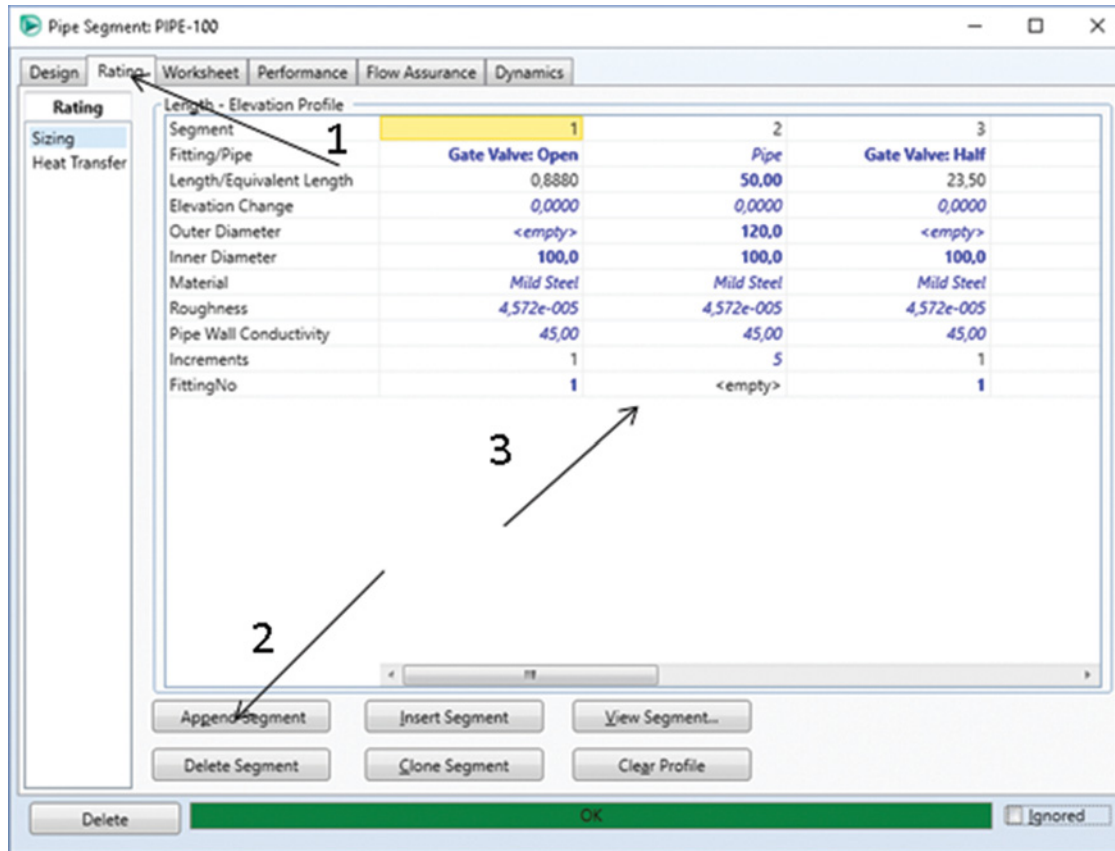 Pipe Segment: PIPE-100
Design Rating Worksheet Performance Flow Assurance Dynamics
Rating
Sizing
Heat Transfer
Length - Elevation Profile
Segment 1 2 3
Fitting/Pipe Gate Valve: Open Pipe Gate Valve: Half
Length/Equivalent Length 0,8880 50,00 23,50
Elevation Change 0,0000 0,0000 0,0000
Outer Diameter <empty> 120,0 <empty>
Inner Diameter 100,0 100,0 100,0
Material Mild Steel Mild Steel Mild Steel
Roughness 4,572e-005 4,572e-005 4,572e-005
Pipe Wall Conductivity 45,00 45,00 45,00
Increments 1 5 1
FittingNo 1 <empty> 1
1
3
2
Append Segment Insert Segment View Segment...
Delete Segment Clone Segment Clear Profile
Delete OK Ignored